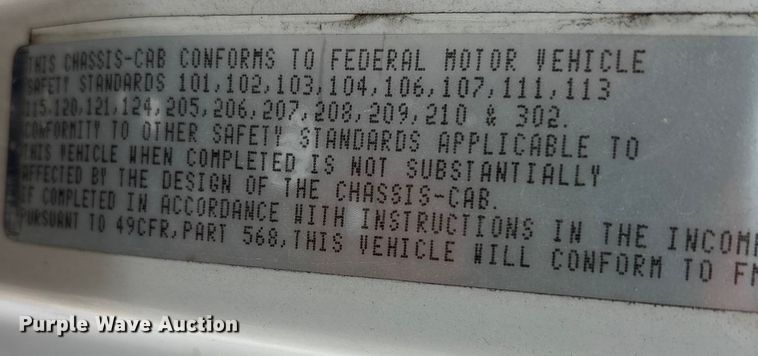 THIS CHASSIS-CAB CONFORMS TO FEDERAL MOTOR VEHICLE
SAFETY STANDARDS 101,102,103,104,106,107,111,113
115,120,121,124,205,206,207,208,209,210 & 302.
CONFORMITY TO OTHER SAFETY STANDARDS APPLICABLE TO
THIS VEHICLE WHEN COMPLETED IS NOT SUBSTANTIALLY
AFFECTED BY THE DESIGN OF THE CHASSIS-CAB.
IF COMPLETED IN ACCORDANCE WITH INSTRUCTIONS IN THE
PURSUANT TO 49CFR,PART 568,THIS VEHICLE WILL CONFORM TO
Purple Wave Auction